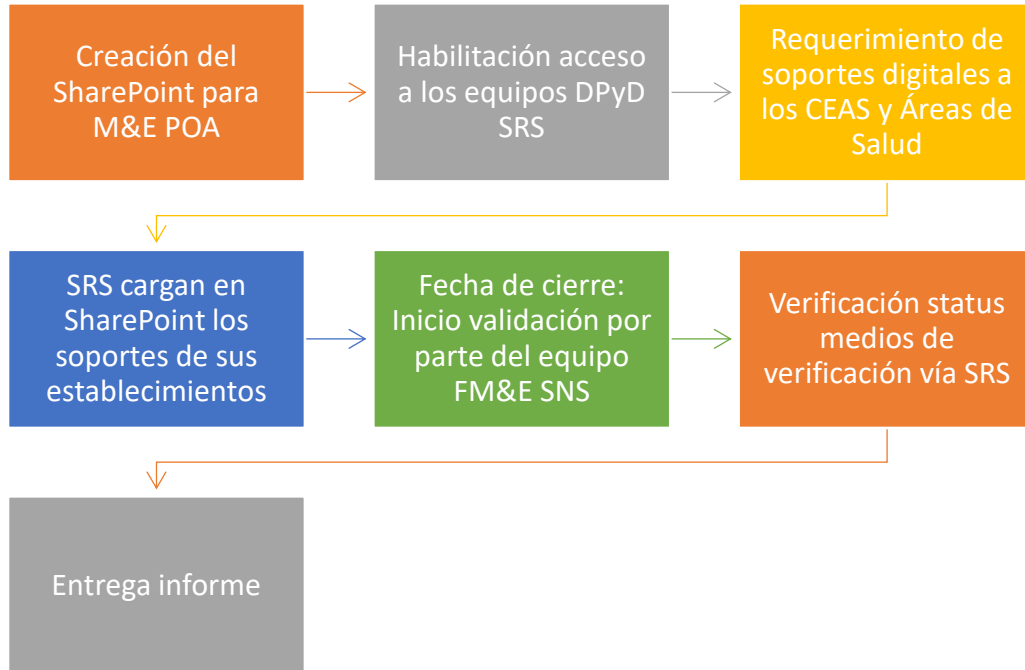 Creación del
SharePoint para
M&E POA
Habilitación acceso
a los equipos DPyD
SRS
Requerimiento de
soportes digitales a
los CEAS y Áreas de
Salud
SRS cargan en
SharePoint los
soportes de sus
establecimientos
Fecha de cierre:
Inicio validación por
parte del equipo
FM&E SNS
Verificación status
medios de
verificación vía SRS
Entrega informe